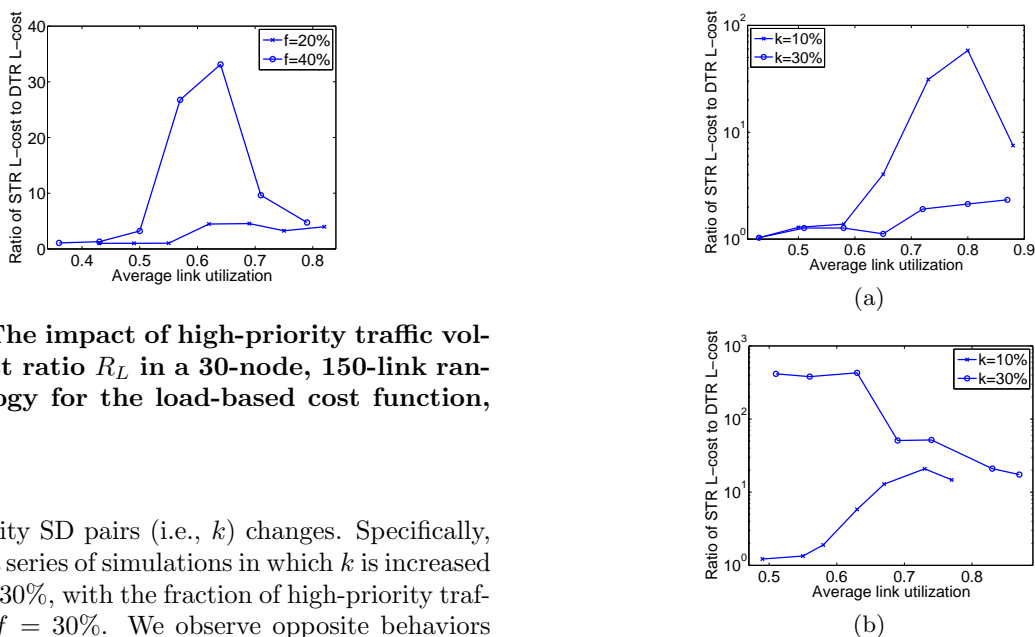 Ratio of STR L-cost to DTR L-cost
40
30
20
10
0
0.4
0.5
0.6
0.7
0.8
Average link utilization
f=20%
f=40%
The impact of high-priority traffic vol-
st ratio R_L in a 30-node, 150-link ran-
ogy for the load-based cost function,
ity SD pairs (i.e., k) changes. Specifically,
series of simulations in which k is increased
30%, with the fraction of high-priority traf-
f = 30%. We observe opposite behaviors
Ratio of STR L-cost to DTR L-cost
10^2
10^1
10^0
0.5
0.6
0.7
0.8
0.9
Average link utilization
k=10%
k=30%
(a)
Ratio of STR L-cost to DTR L-cost
10^3
10^2
10^1
10^0
0.5
0.6
0.7
0.8
Average link utilization
k=10%
k=30%
(b)